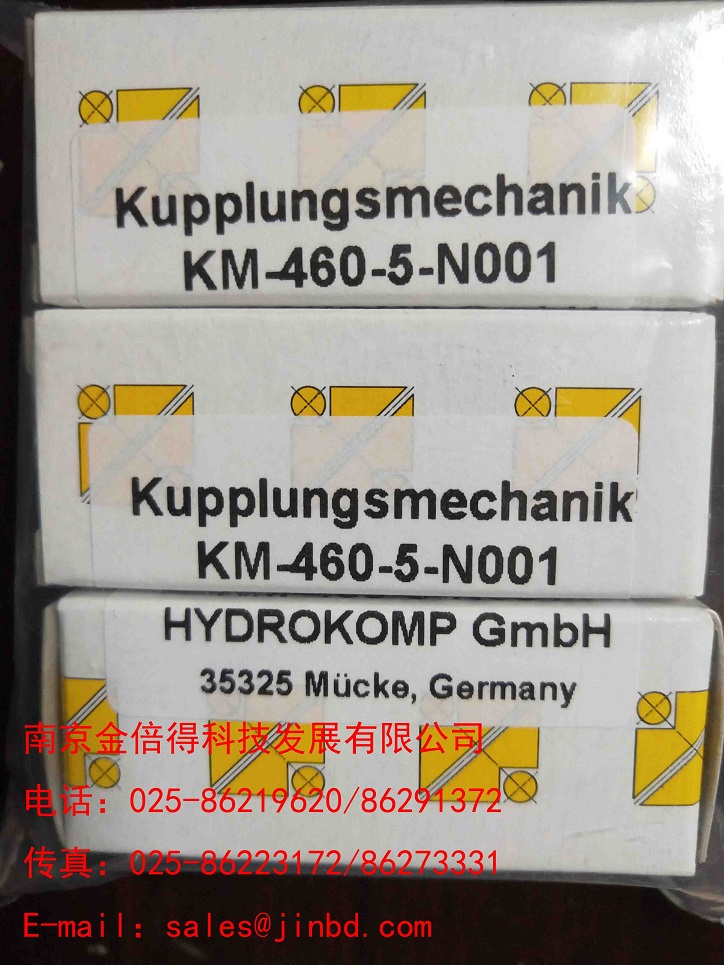 Kupplungsmechanik
KM-460-5-N001
Kupplungsmechanik
KM-460-5-N001
HYDROKOMP GmbH
35325 Mücke, Germany
南京金倍得科技发展有限公司
电话：025-86219620/86291372
传真：025-86223172/86273331
E-mail：sales@jinbd.com